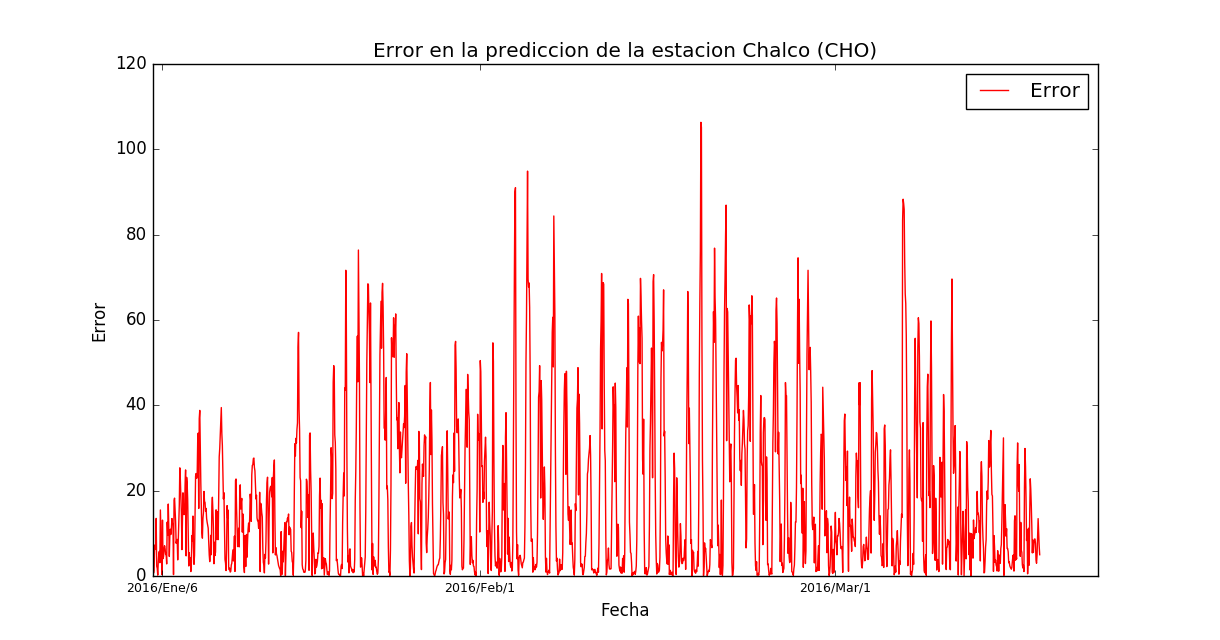 Error en la prediccion de la estacion Chalco (CHO)
120
Error
100
80
60
40
20
0
Error
2016/Ene/6
2016/Feb/1
2016/Mar/1
Fecha